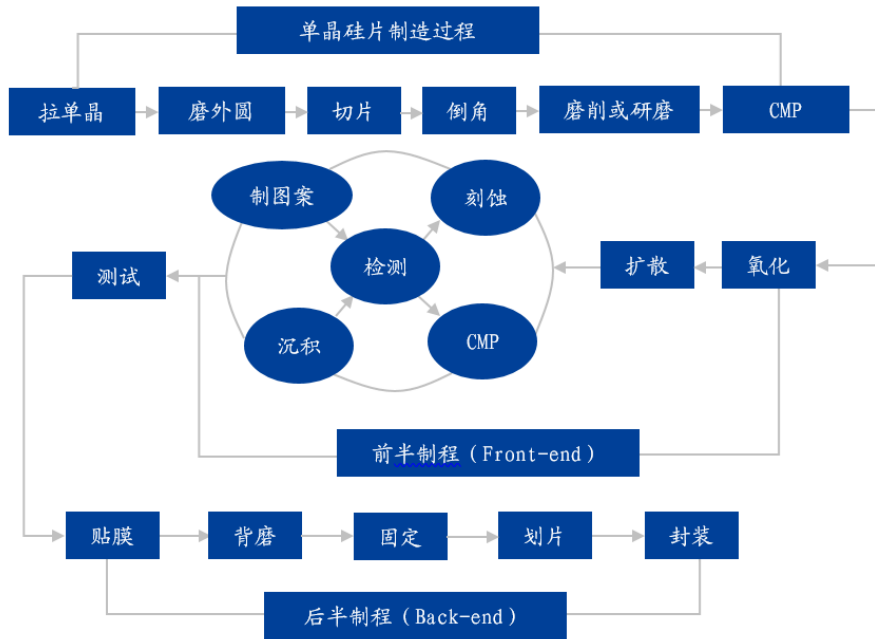 单晶硅片制造过程
拉单晶
磨外圆
切片
倒角
磨削或研磨
CMP
制图案
刻蚀
检测
沉积
CMP
测试
扩散
氧化
前半制程（Front-end）
贴膜
背磨
固定
划片
封装
后半制程（Back-end）